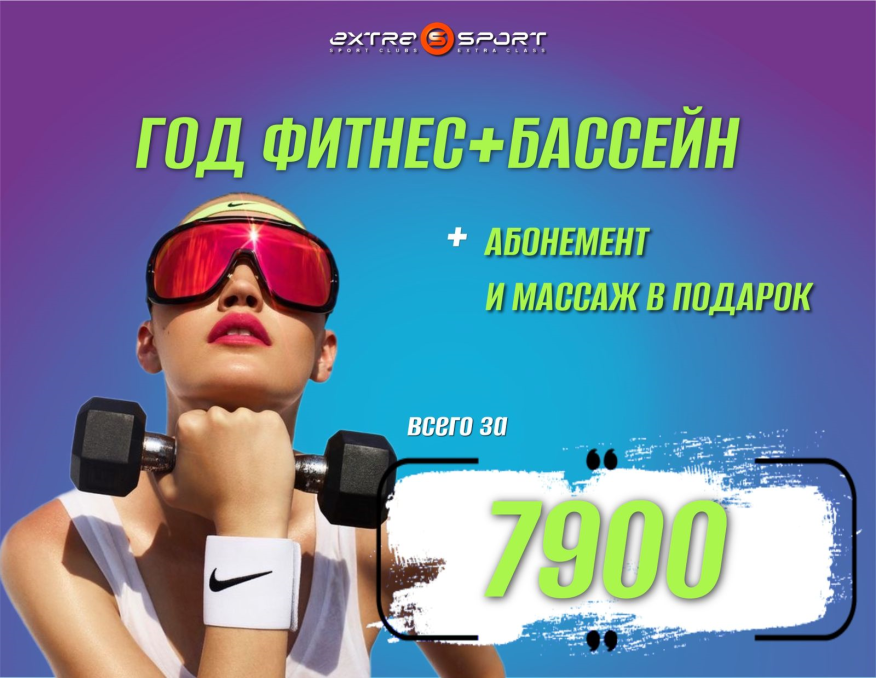 EXTRA S SPORT
SPORT CLUBS EXTRA CLASS
ГОД ФИТНЕС+БАССЕЙН
+ АБОНЕМЕНТ
И МАССАЖ В ПОДАРОК
всего за
7900